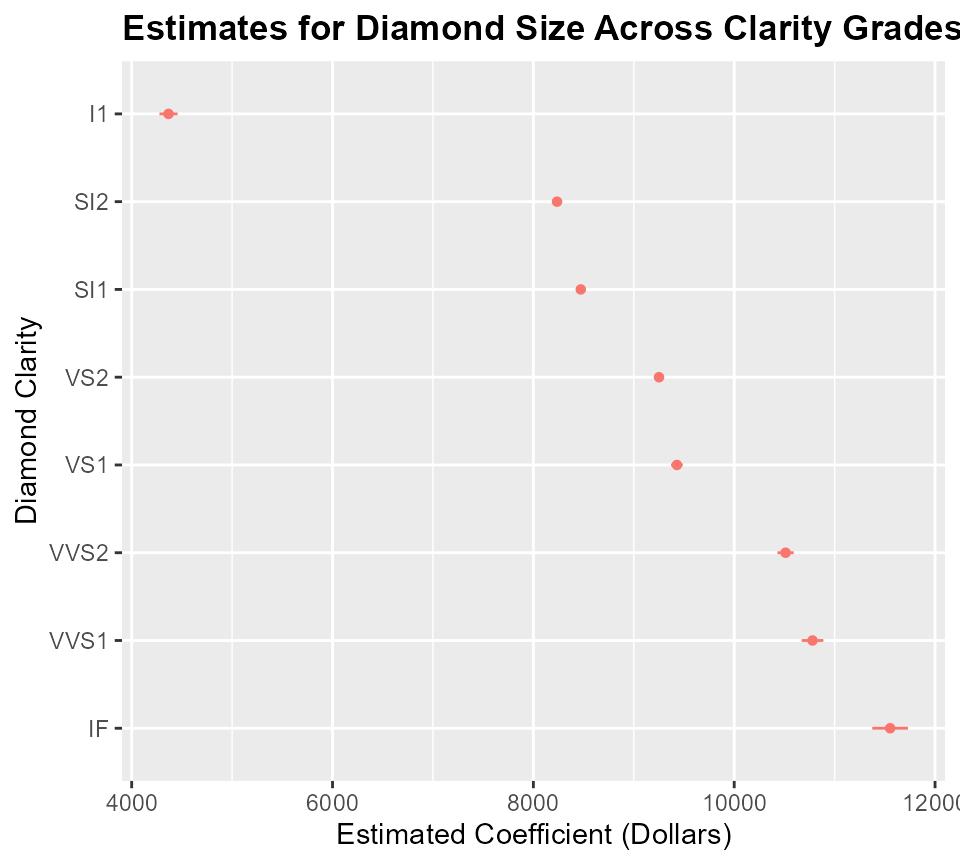 Estimates for Diamond Size Across Clarity Grades
I1
SI2
SI1
VS2
VS1
VVS2
VVS1
IF
Diamond Clarity
4000 6000 8000 10000 12000
Estimated Coefficient (Dollars)